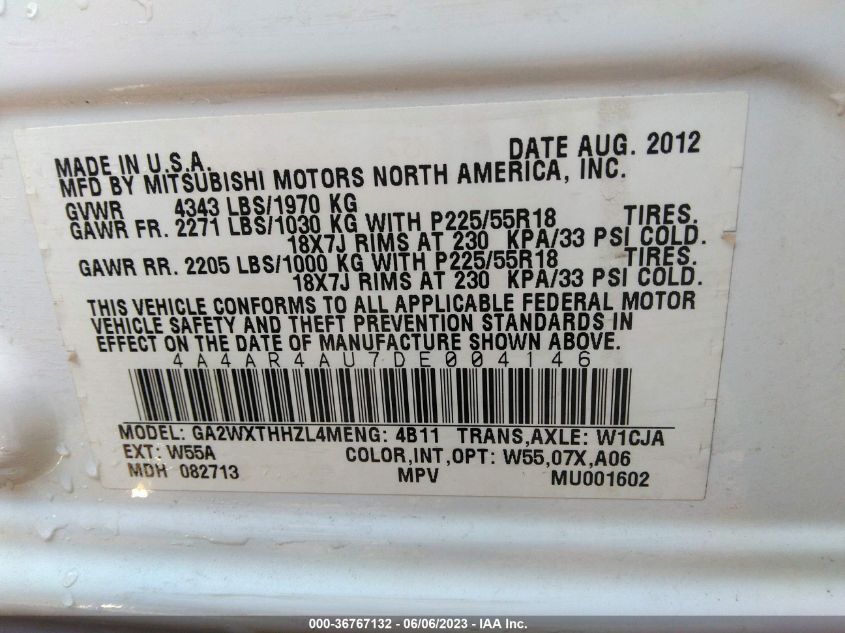 MADE IN U.S.A. DATE AUG. 2012
MFD BY MITSUBISHI MOTORS NORTH AMERICA, INC.
GVWR 4343 LBS/1970 KG
GAWR FR. 2271 LBS/1030 KG WITH P225/55R18 TIRES.
18X7J RIMS AT 230 KPA/33 PSI COLD.
GAWR RR. 2205 LBS/1000 KG WITH P225/55R18 TIRES.
18X7J RIMS AT 230 KPA/33 PSI COLD.
THIS VEHICLE CONFORMS TO ALL APPLICABLE FEDERAL MOTOR
VEHICLE SAFETY AND THEFT PREVENTION STANDARDS IN
EFFECT ON THE DATE OF MANUFACTURE SHOWN ABOVE.
4A4AR4AU7DE004146
MODEL: GA2WXTHHZL4MENG: 4B11 TRANS,AXLE: W1CJA
EXT: W55A COLOR,INT,OPT: W55,07X,A06
MDH 082713 MPV MU001602
000-36767132 - 06/06/2023 - IAA Inc.